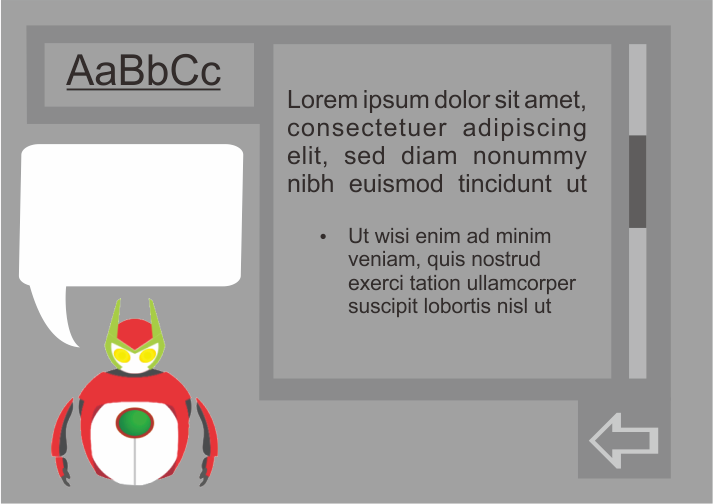 AaBbCc
Lorem ipsum dolor sit amet,
consectetuer adipiscing
elit, sed diam nonummy
nibh euismod tincidunt ut
• Ut wisi enim ad minim
veniam, quis nostrud
exerci tation ullamcorper
suscipit lobortis nisl ut